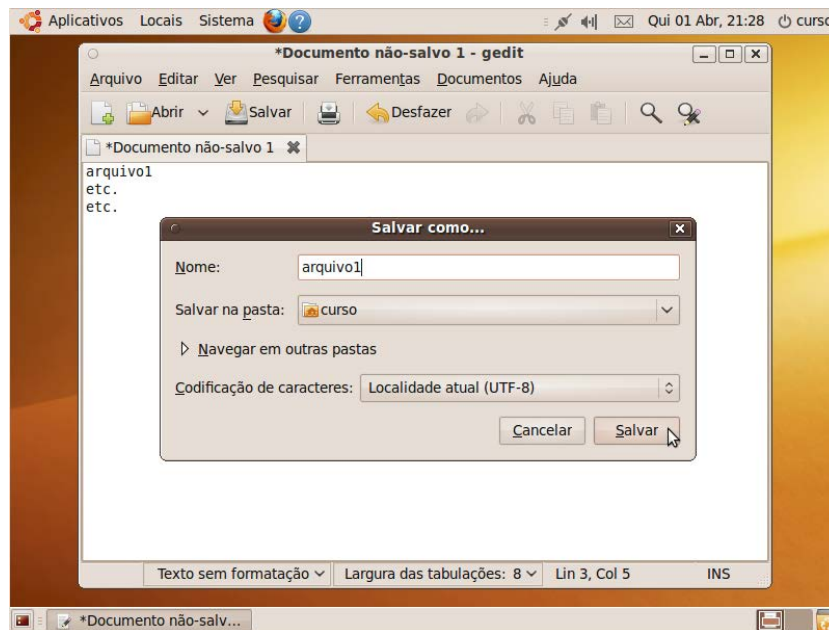 Aplicativos Locais Sistema Qui 01 Abr, 21:28 curso
*Documento não-salvo 1 - gedit
Arquivo Editar Ver Pesquisar Ferramentas Documentos Ajuda
Abrir Salvar Desfazer
*Documento não-salvo 1
arquivo1
etc.
etc.
Salvar como...
Nome: arquivo1
Salvar na pasta: curso
Navegar em outras pastas
Codificação de caracteres: Localidade atual (UTF-8)
Cancelar Salvar
Texto sem formatação Largura das tabulações: 8 Lin 3, Col 5 INS
*Documento não-salv...